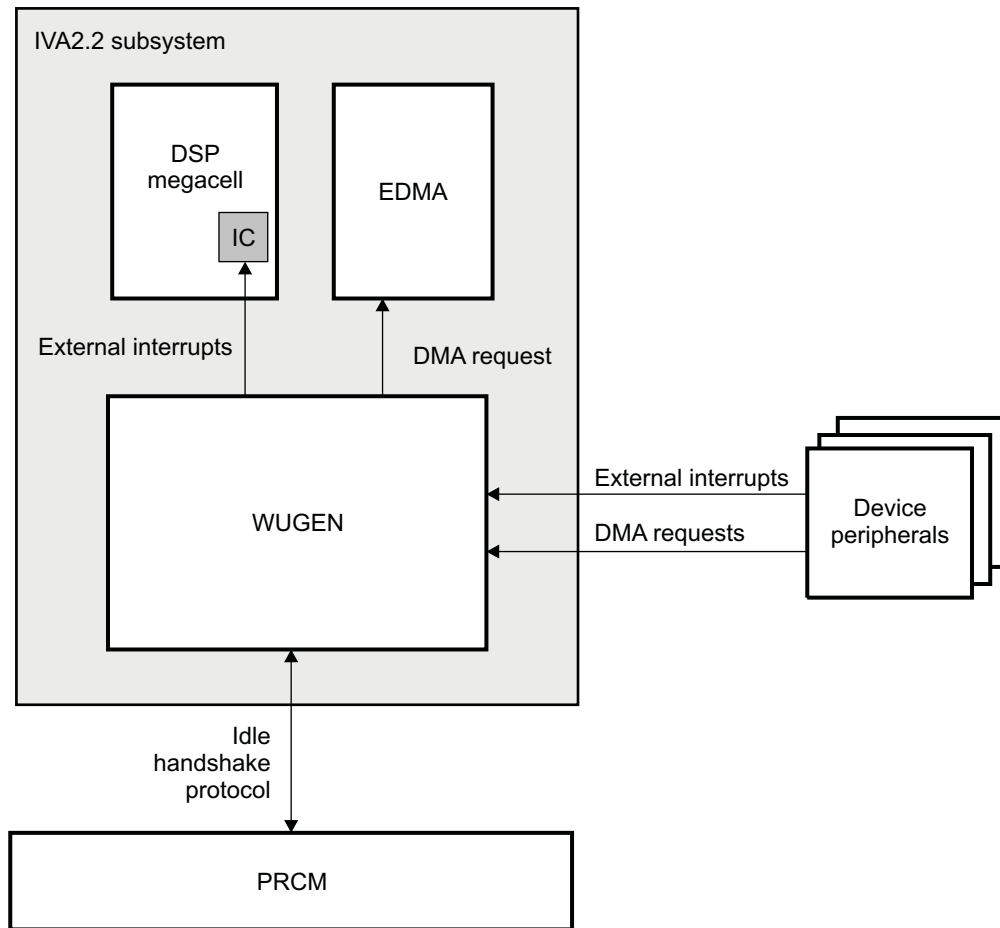 IVA2.2 subsystem
DSP
megacell
IC
EDMA
External interrupts
DMA request
WUGEN
External interrupts
DMA requests
Device
peripherals
Idle
handshake
protocol
PRCM